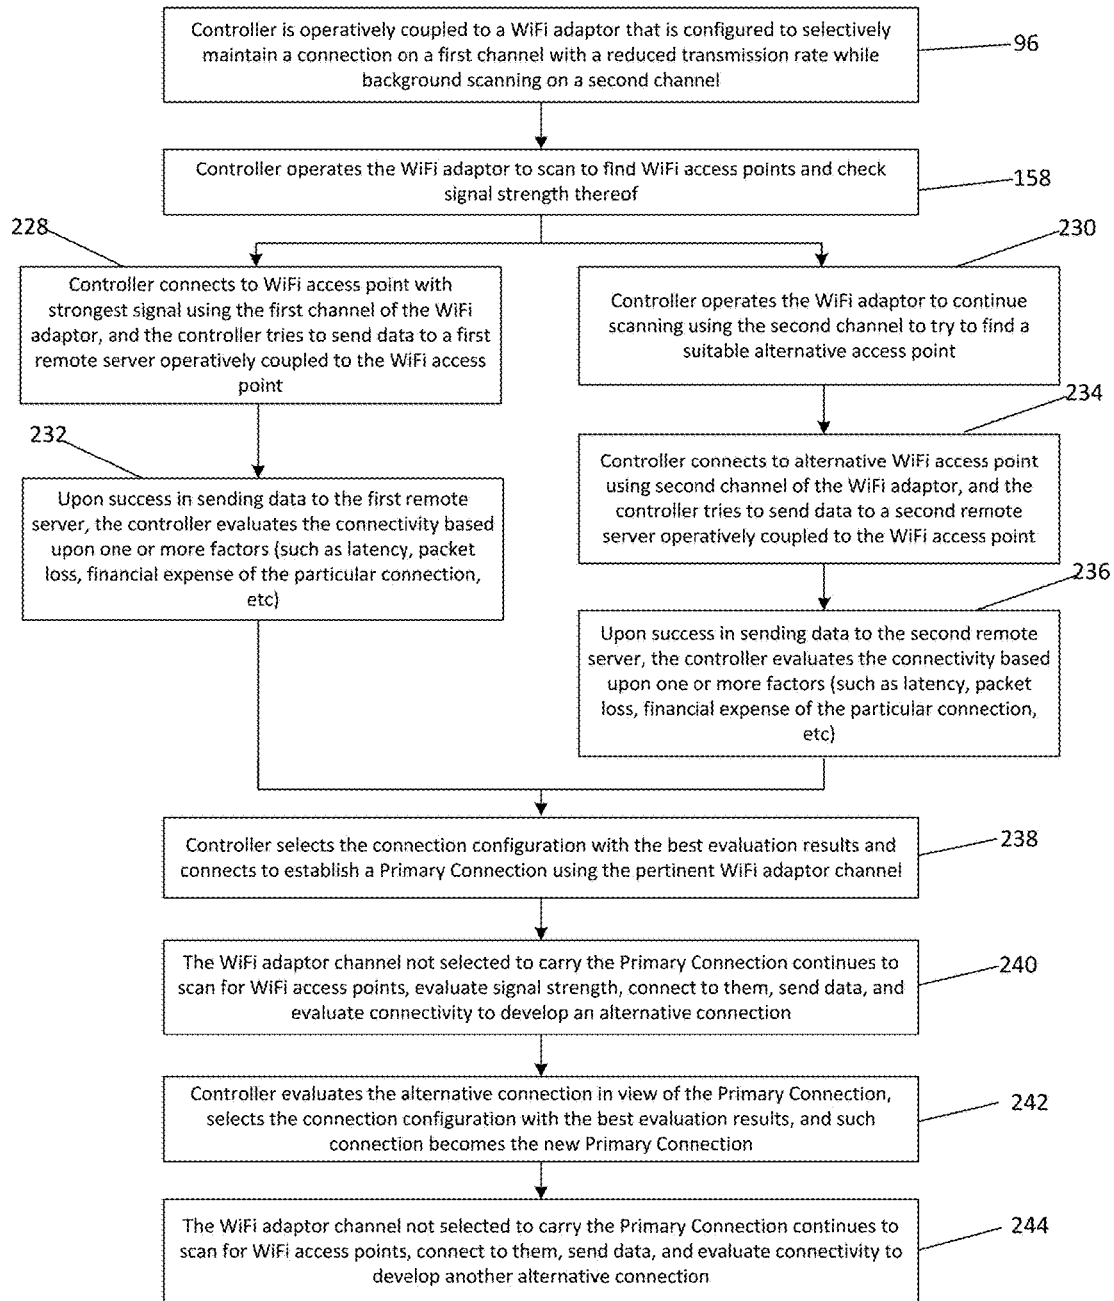 Controller is operatively coupled to a WiFi adaptor that is configured to selectively
maintain a connection on a first channel with a reduced transmission rate while
background scanning on a second channel
96
Controller operates the WiFi adaptor to scan to find WiFi access points and check
signal strength thereof
158
228
Controller connects to WiFi access point with
strongest signal using the first channel of the WiFi
adaptor, and the controller tries to send data to a first
remote server operatively coupled to the WiFi access
point
230
Controller operates the WiFi adaptor to continue
scanning using the second channel to try to find a
suitable alternative access point
232
Upon success in sending data to the first remote
server, the controller evaluates the connectivity based
upon one or more factors (such as latency, packet
loss, financial expense of the particular connection,
etc)
234
Controller connects to alternative WiFi access point
using second channel of the WiFi adaptor, and the
controller tries to send data to a second remote
server operatively coupled to the WiFi access point
236
Upon success in sending data to the second remote
server, the controller evaluates the connectivity based
upon one or more factors (such as latency, packet
loss, financial expense of the particular connection,
etc)
Controller selects the connection configuration with the best evaluation results and
connects to establish a Primary Connection using the pertinent WiFi adaptor channel
238
The WiFi adaptor channel not selected to carry the Primary Connection continues to
scan for WiFi access points, evaluate signal strength, connect to them, send data, and
evaluate connectivity to develop an alternative connection
240
Controller evaluates the alternative connection in view of the Primary Connection,
selects the connection configuration with the best evaluation results, and such
connection becomes the new Primary Connection
242
The WiFi adaptor channel not selected to carry the Primary Connection continues to
scan for WiFi access points, connect to them, send data, and evaluate connectivity to
develop another alternative connection
244